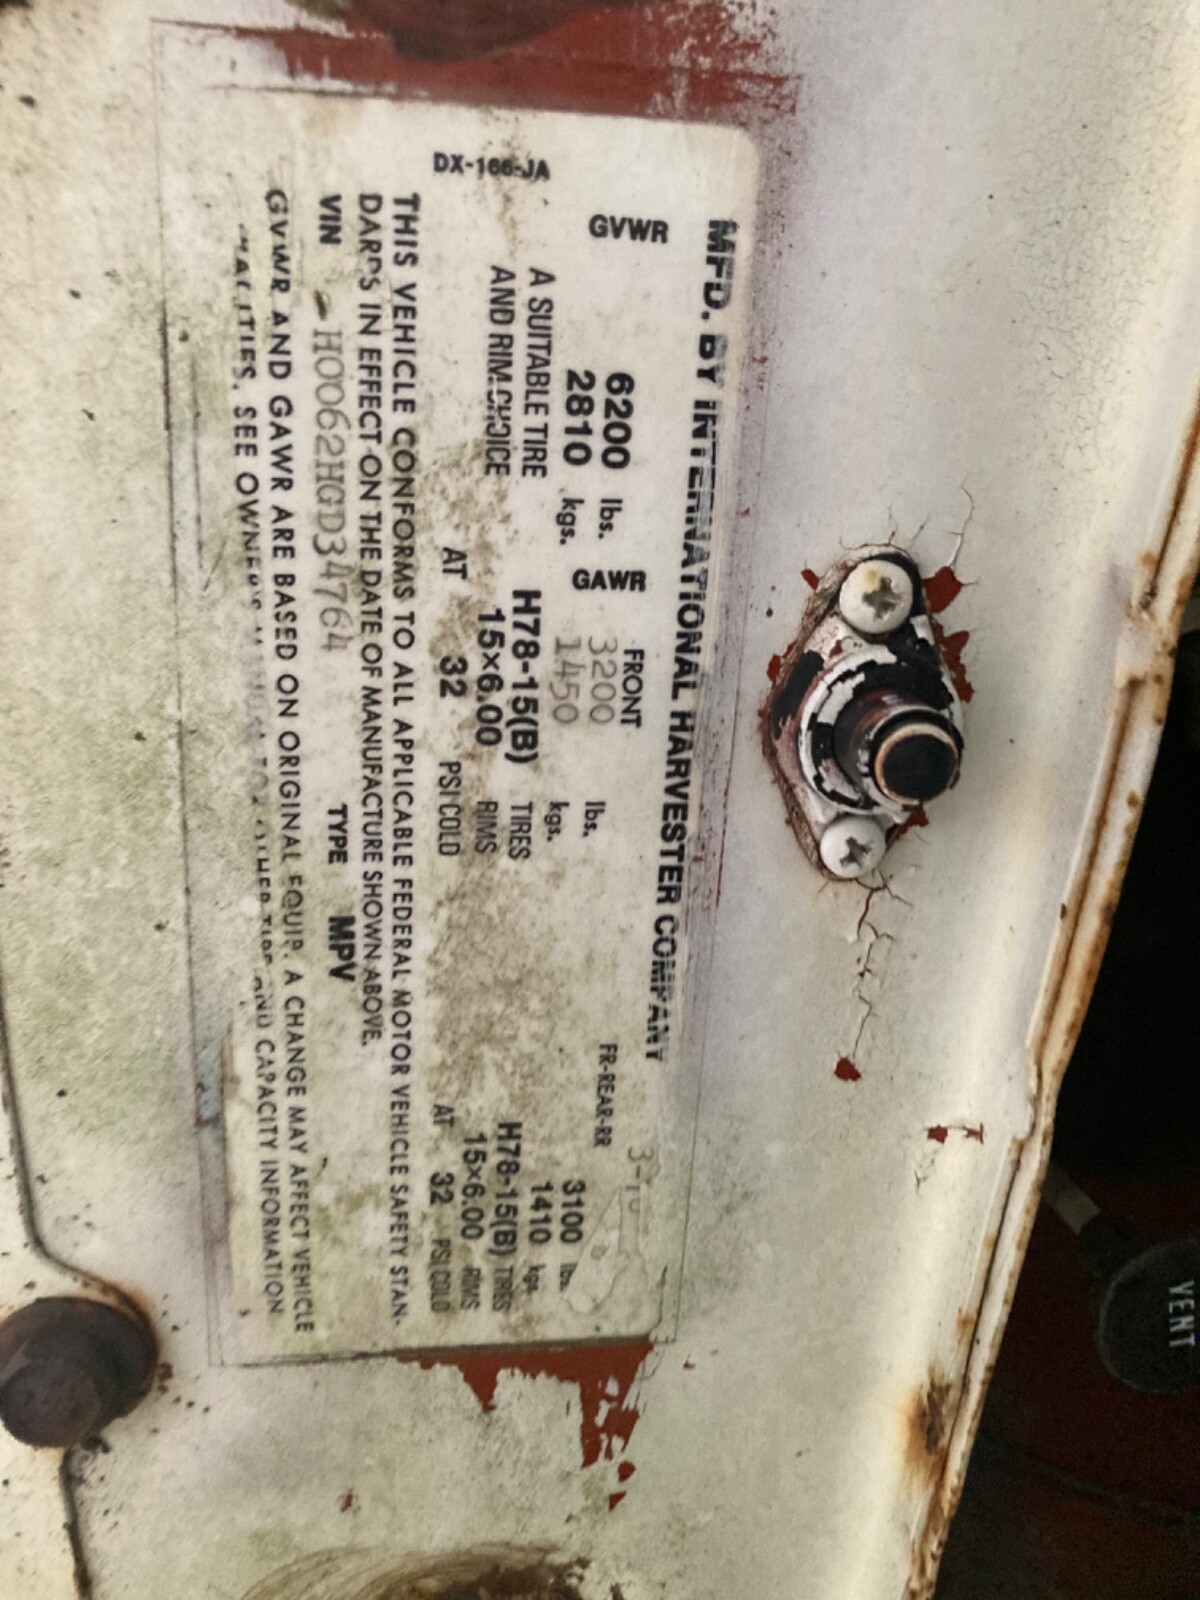 MFD. BY INTERNATIONAL HARVESTER COMPANY
GVWR 6200 lbs. GAWR FRONT 3200 lbs. FR-REAR-RR 3100 lbs.
2810 kgs. 1450 kgs. 1410 kgs.
A SUITABLE TIRE H78-15(B) TIRES H78-15(B) TIRES
AND RIM CHOICE 15x6.00 RIMS 15x6.00 RIMS
DX-166-JA AT 32 PSI COLD AT 32 PSI COLD
THIS VEHICLE CONFORMS TO ALL APPLICABLE FEDERAL MOTOR VEHICLE SAFETY STAN-
DARDS IN EFFECT ON THE DATE OF MANUFACTURE SHOWN ABOVE.
VIN H0062HGD34764 TYPE MPV
GVWR AND GAWR ARE BASED ON ORIGINAL EQUIP. A CHANGE MAY AFFECT VEHICLE
SEE OWNER'S MANUAL FOR OTHER TIRE AND CAPACITY INFORMATION
VENT